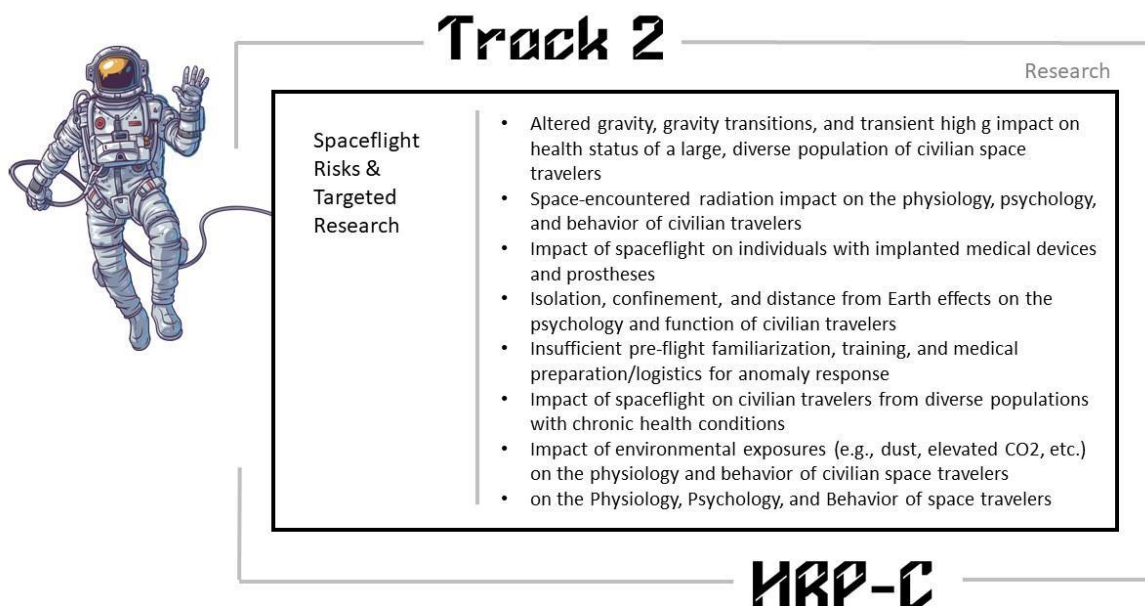 Track 2
Research
Spaceflight
Risks &
Targeted
Research
• Altered gravity, gravity transitions, and transient high g impact on
health status of a large, diverse population of civilian space
travelers
• Space-encountered radiation impact on the physiology, psychology,
and behavior of civilian travelers
• Impact of spaceflight on individuals with implanted medical devices
and prostheses
• Isolation, confinement, and distance from Earth effects on the
psychology and function of civilian travelers
• Insufficient pre-flight familiarization, training, and medical
preparation/logistics for anomaly response
• Impact of spaceflight on civilian travelers from diverse populations
with chronic health conditions
• Impact of environmental exposures (e.g., dust, elevated CO2, etc.)
on the physiology and behavior of civilian space travelers
• on the Physiology, Psychology, and Behavior of space travelers
HRP-C